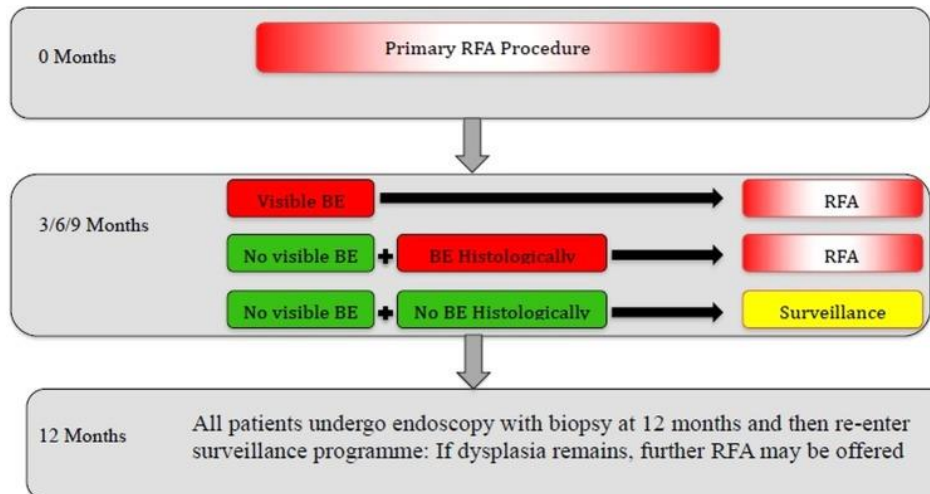 Primary RFA Procedure
0 Months
Visible BE
RFA
3/6/9 Months
No visible BE
BE Histologically
RFA
No visible BE
No BE Histologically
Surveillance
All patients undergo endoscopy with biopsy at 12 months and then re-enter
12 Months
surveillance programme: If dysplasia remains, further RFA may be offered